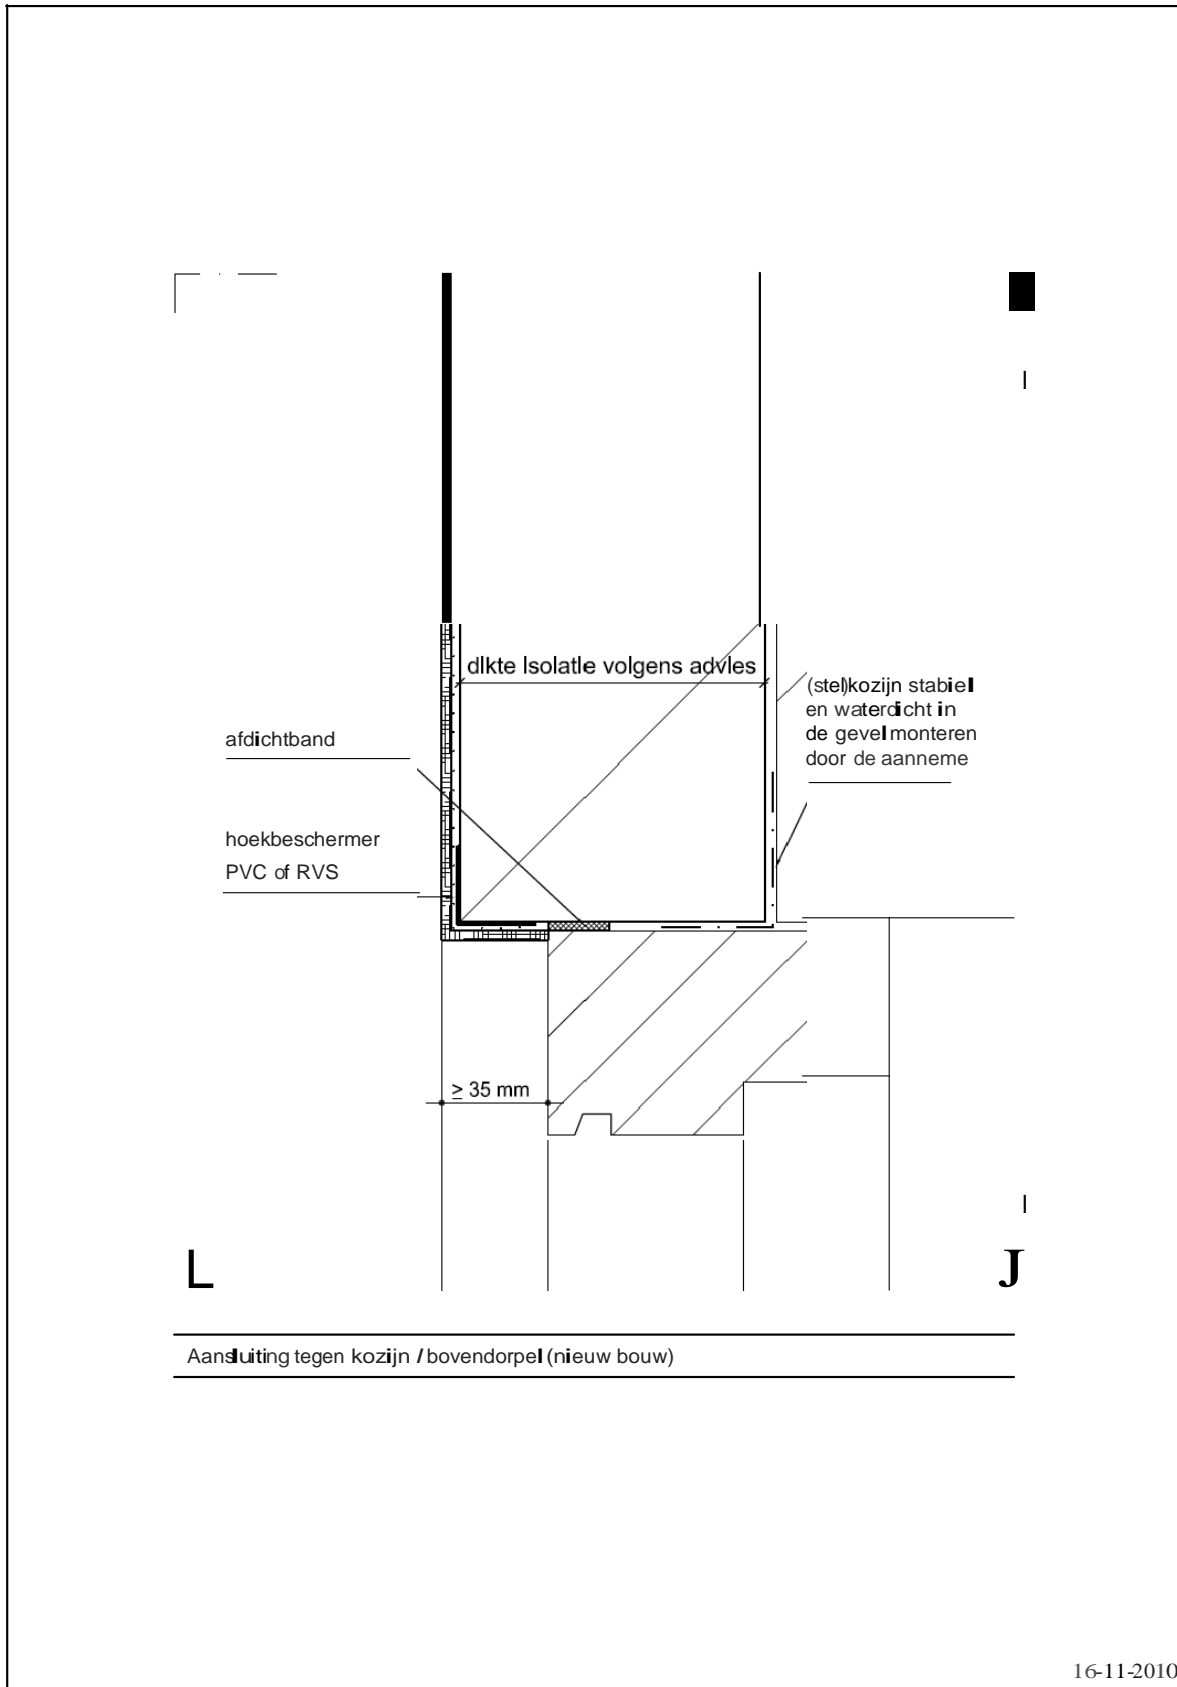 dlkte Isolatle volgens advles
(stel)kozijn stabiel
en waterdicht in
de gevel monteren
door de aanneme
afdichtband
hoekbeschermer
PVC of RVS
≥ 35 mm
L
J
Aansluiting tegen kozijn / bovendorpel (nieuw bouw)
16-11-2010